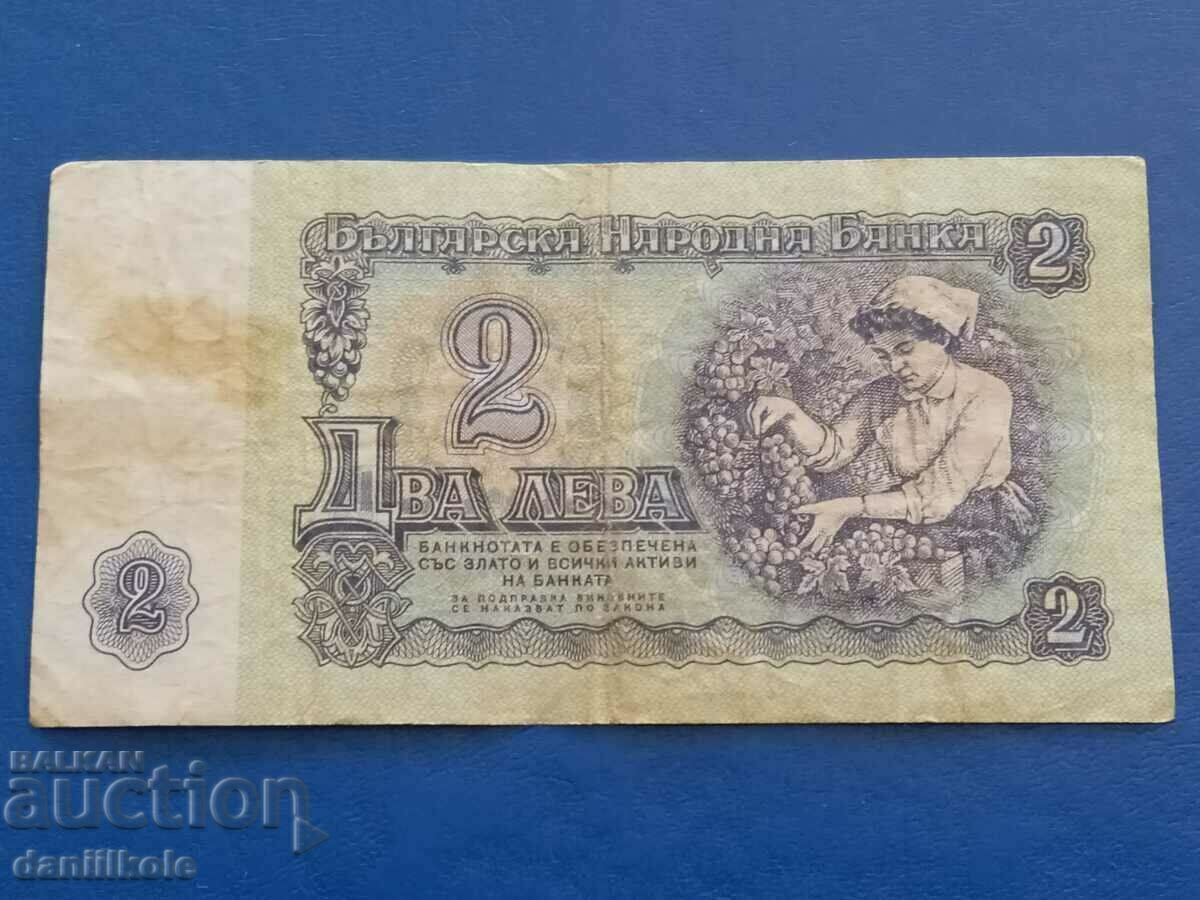 Българска Народна Банка
2
2
Два лева
БАНКНОТАТА Е ОБЕЗПЕЧЕНА
СЪС ЗЛАТО И ВСИЧКИ АКТИВИ
НА БАНКАТА
ЗА ПОДПРАВКА ВИНОВНИТЕ
СЕ НАКАЗВАТ ПО ЗАКОНА
2
2
BALKAN
auction
daniilkole